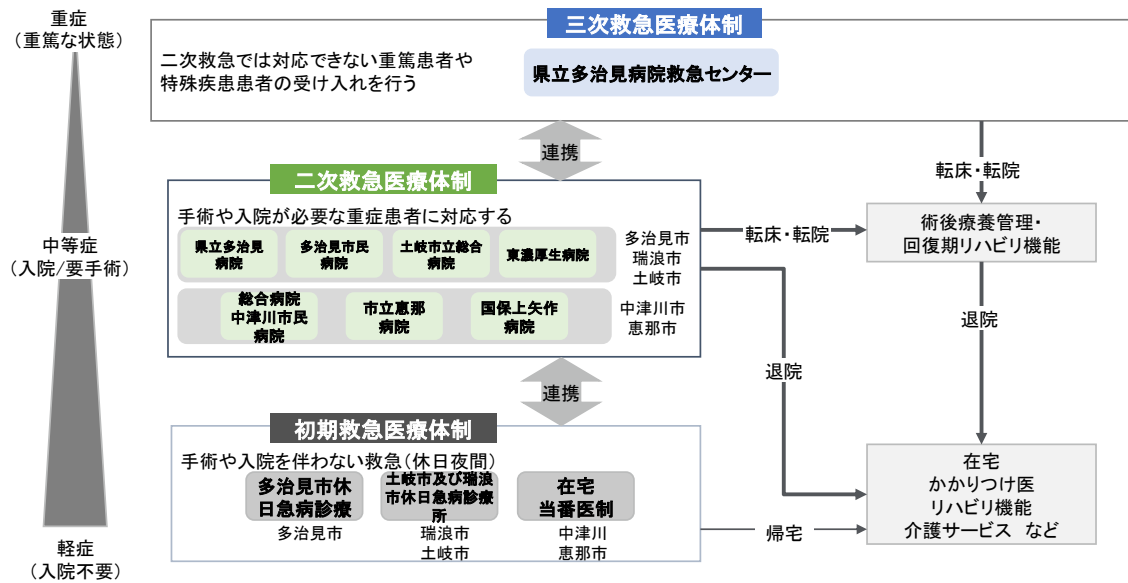 重症
(重篤な状態)
三次救急医療体制
二次救急では対応できない重篤患者や
特殊疾患患者の受け入れを行う
県立多治見病院救急センター
連携
転床・転院
二次救急医療体制
手術や入院が必要な重症患者に対応する
県立多治見
病院
多治見市民
病院
土岐市立総合
病院
東濃厚生病院
多治見市
瑞浪市
土岐市
総合病院
中津川市民
病院
市立恵那
病院
国保上矢作
病院
中津川市
恵那市
中等症
(入院/要手術)
転床・転院
術後療養管理・
回復期リハビリ機能
退院
退院
連携
初期救急医療体制
手術や入院を伴わない救急(休日夜間)
多治見市休
日急病診療
多治見市
土岐市及び瑞浪
市休日急病診療
所
瑞浪市
土岐市
在宅
当番医制
中津川
恵那市
帰宅
在宅
かかりつけ医
リハビリ機能
介護サービス など
軽症
(入院不要)